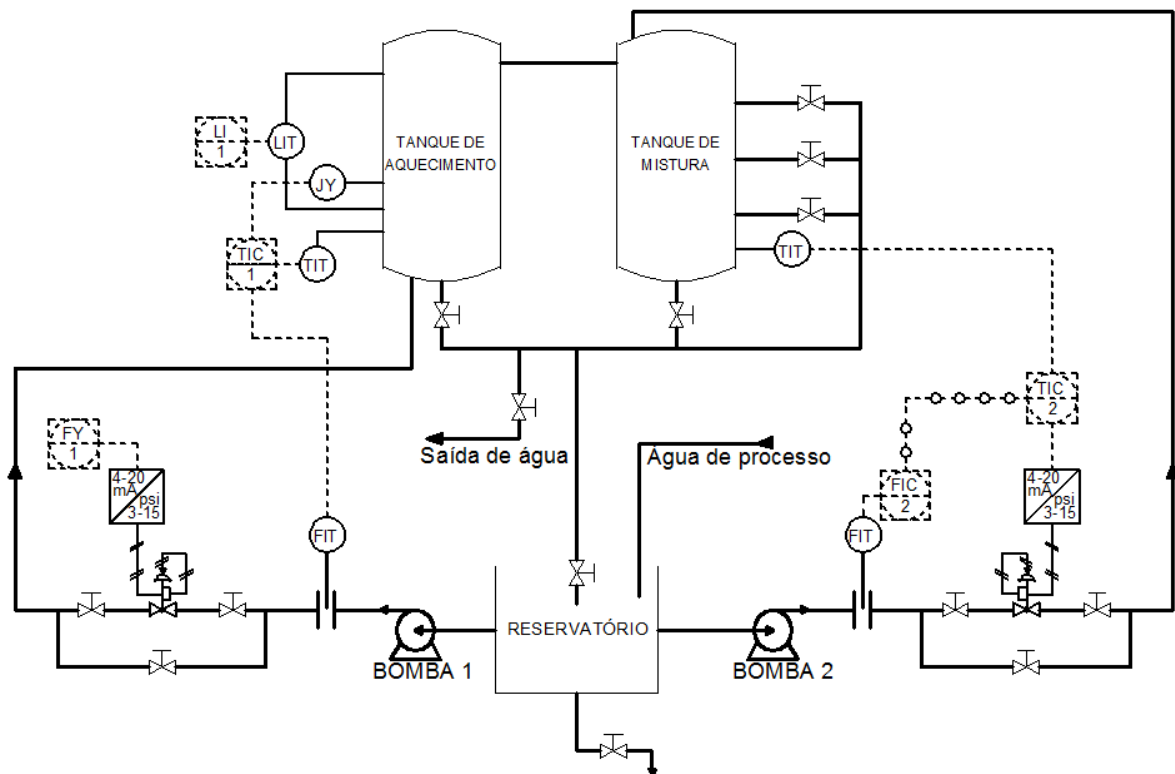 TANQUE DE
AQUECIMENTO
TANQUE DE
MISTURA
LI
1
LIT
JY
TIC
1
TIT
TIT
FY
1
4-20
mA
psi
3-15
Saída de água
Água de processo
TIC
2
FIC
2
4-20
mA
psi
3-15
FIT
FIT
RESERVATÓRIO
BOMBA 1
BOMBA 2